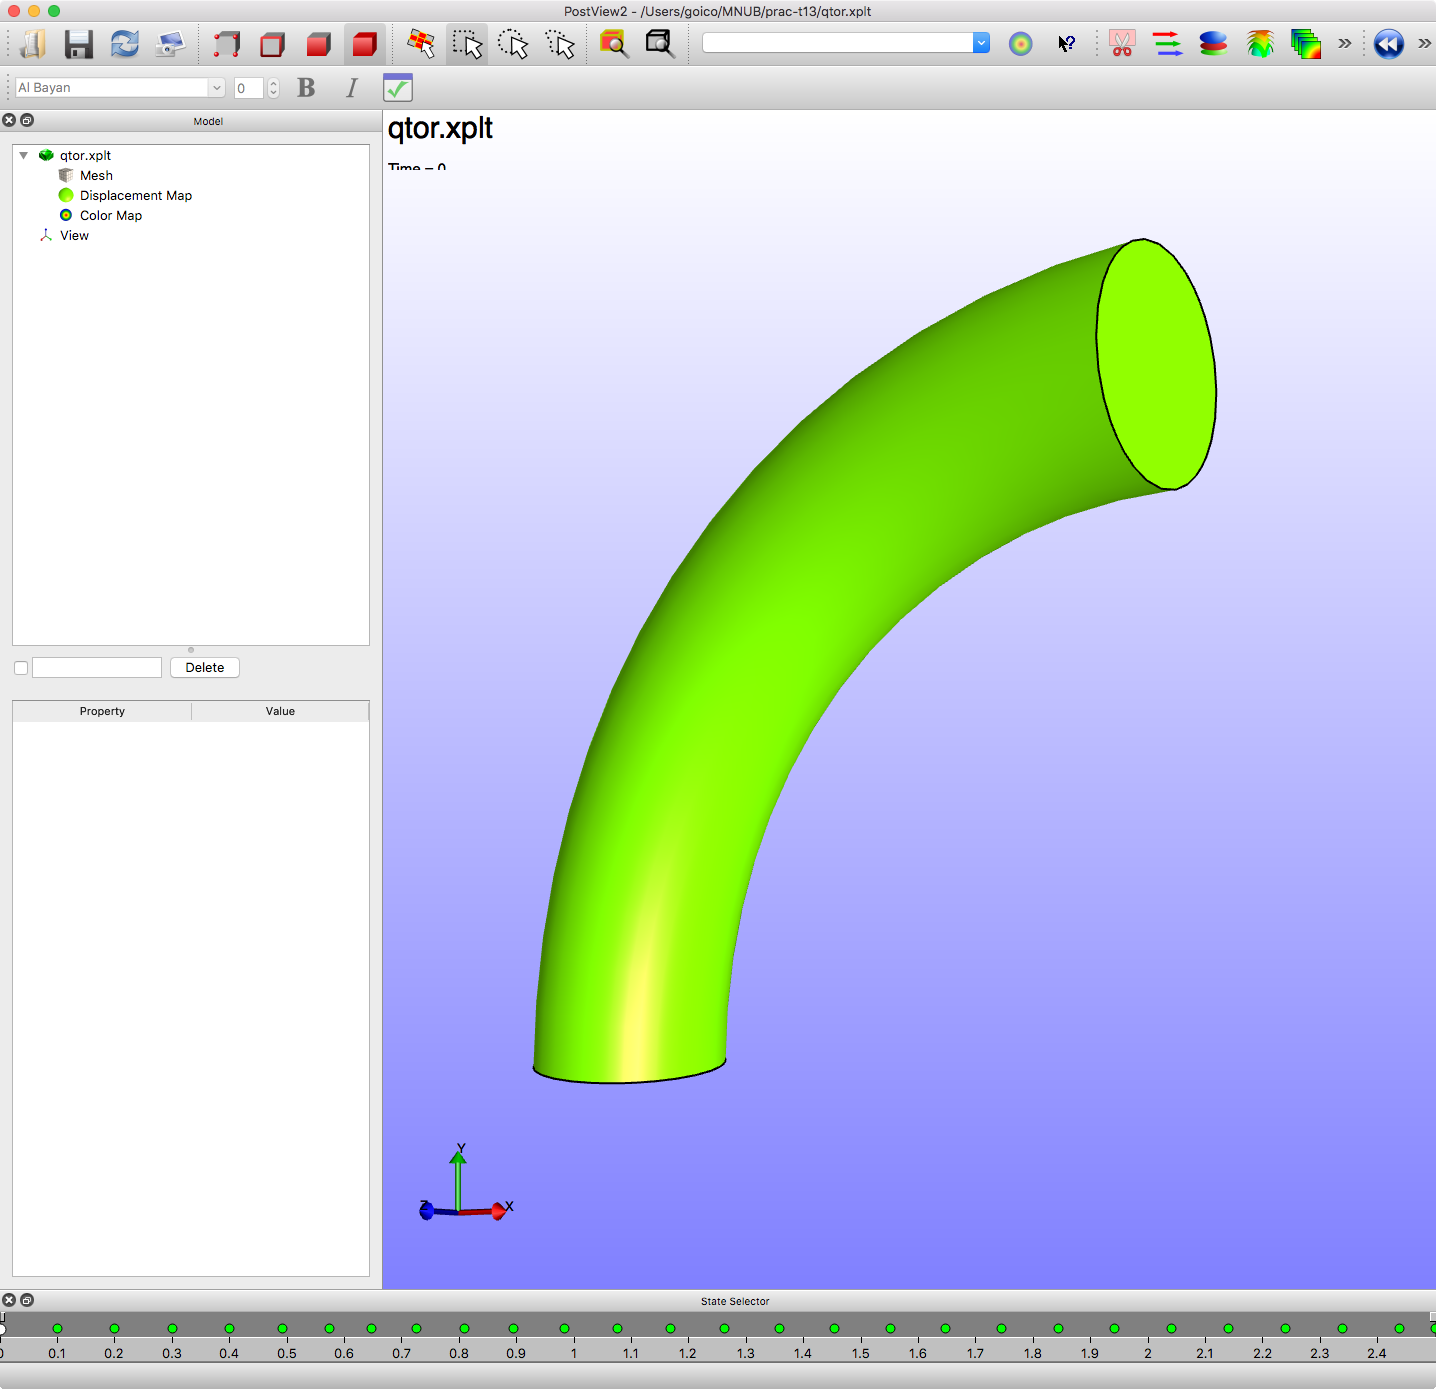 PostView2 - /Users/goico/MNUB/prac-t13/qtor.xplt
Al Bayan
0
B
I
Model
qtor.xplt
Mesh
Displacement Map
Color Map
View
Delete
Property
Value
qtor.xplt
Time = 0
Y
Z
X
State Selector
0 0.1 0.2 0.3 0.4 0.5 0.6 0.7 0.8 0.9 1 1.1 1.2 1.3 1.4 1.5 1.6 1.7 1.8 1.9 2 2.1 2.2 2.3 2.4